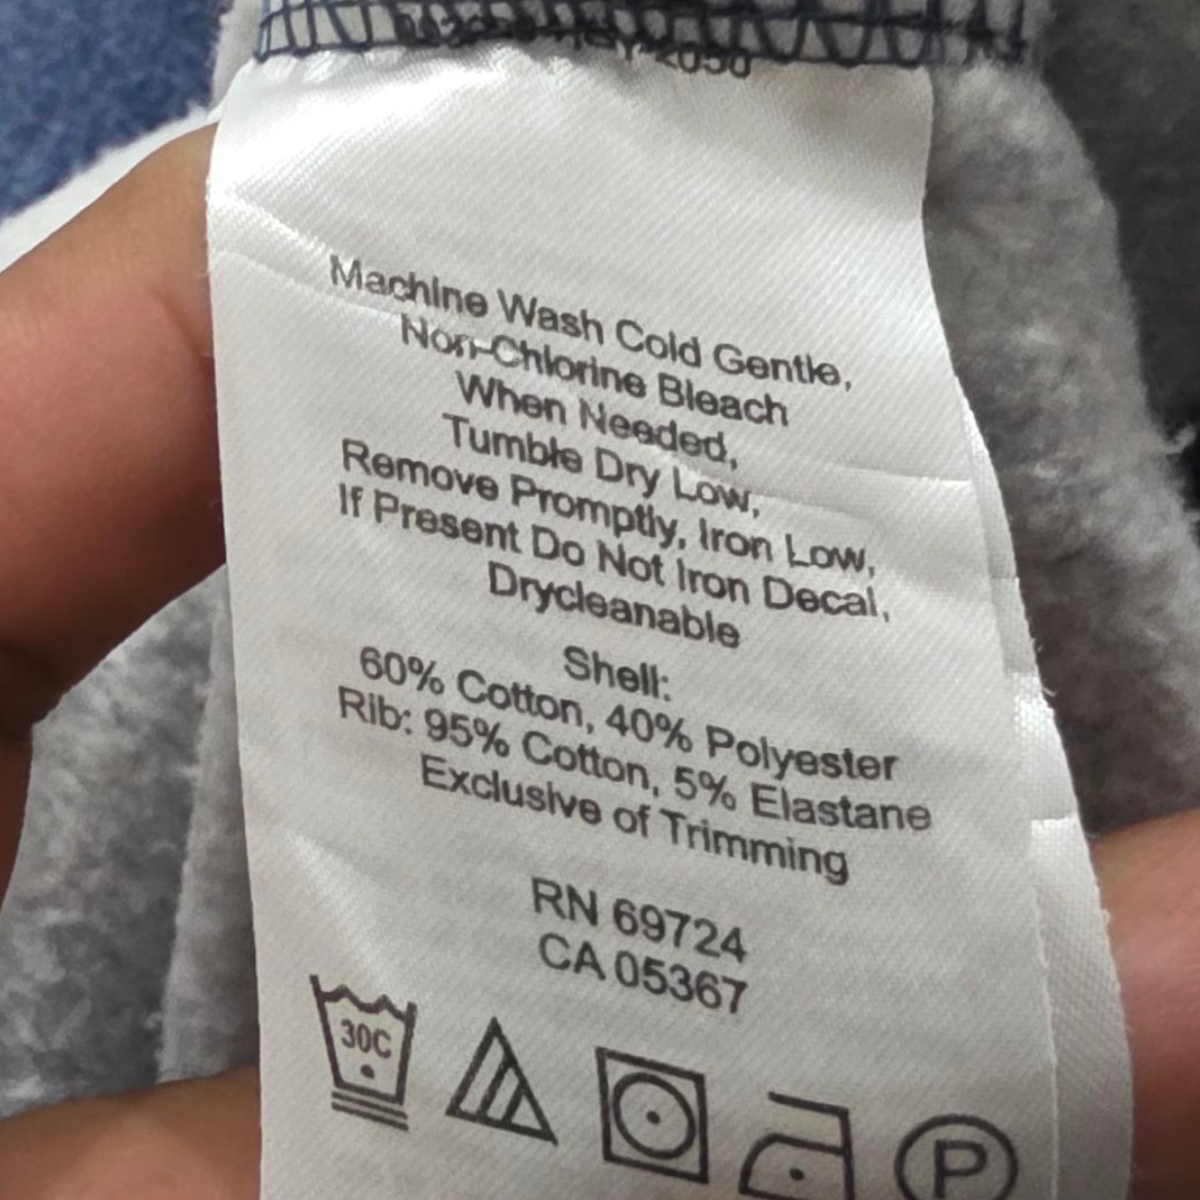 Machine Wash Cold Gentle,
Non-Chlorine Bleach
When Needed,
Tumble Dry Low,
Remove Promptly, Iron Low,
If Present Do Not Iron Decal,
Drycleanable
Shell:
60% Cotton, 40% Polyester
Rib: 95% Cotton, 5% Elastane
Exclusive of Trimming
RN 69724
CA 05367
30C
P